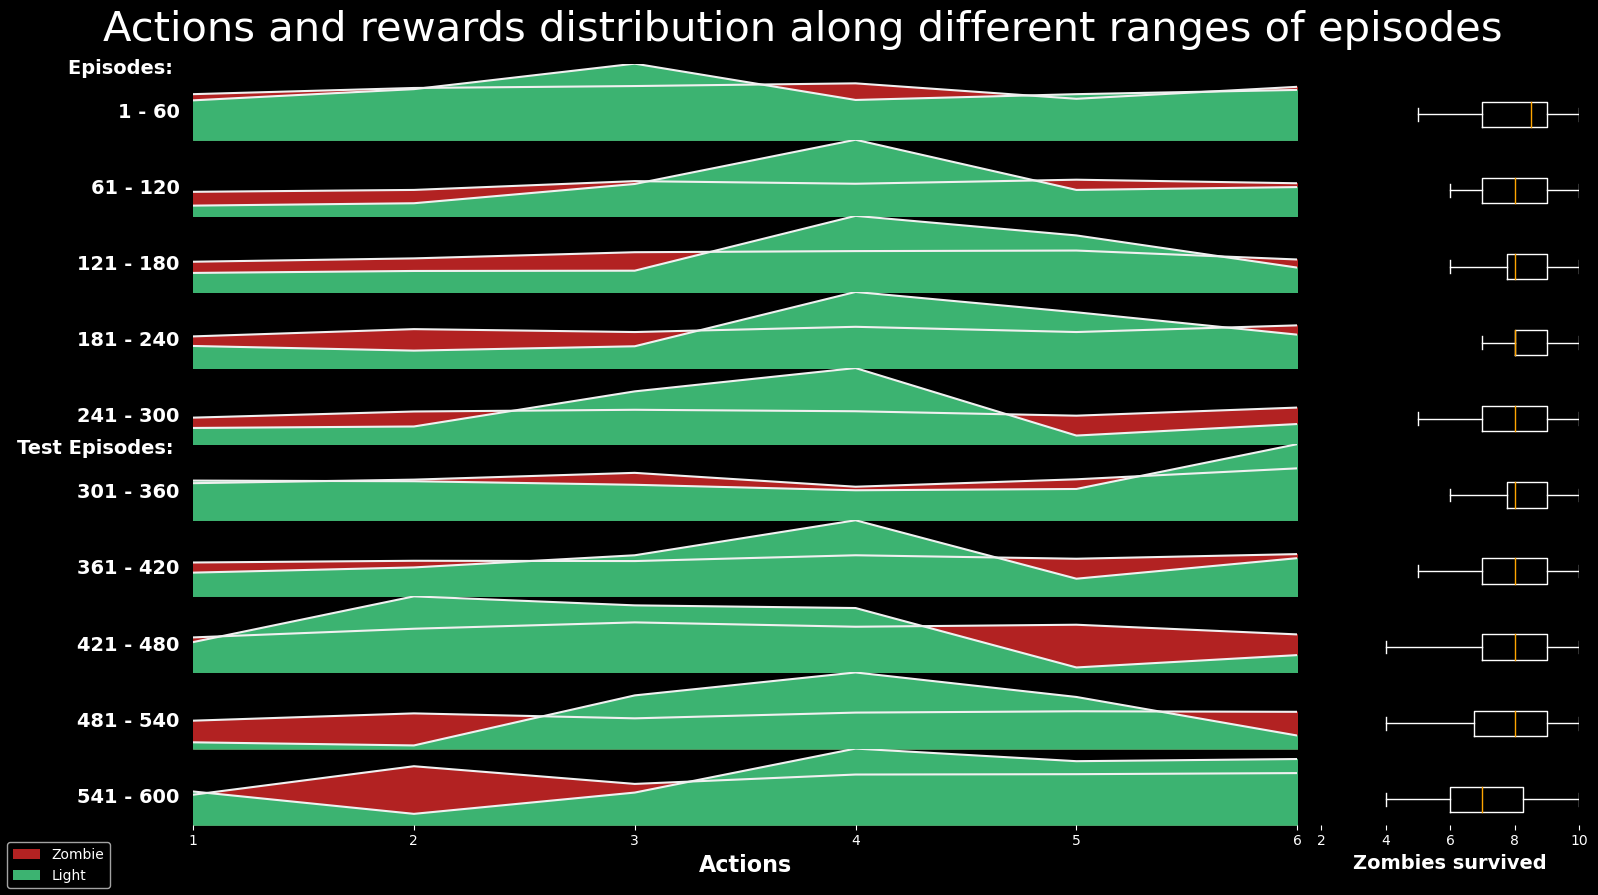 Actions and rewards distribution along different ranges of episodes
Episodes:
1 - 60
61 - 120
121 - 180
181 - 240
241 - 300
Test Episodes:
301 - 360
361 - 420
421 - 480
481 - 540
541 - 600
1 2 3 4 5 6
2 4 6 8 10
Actions
Zombies survived
Zombie
Light